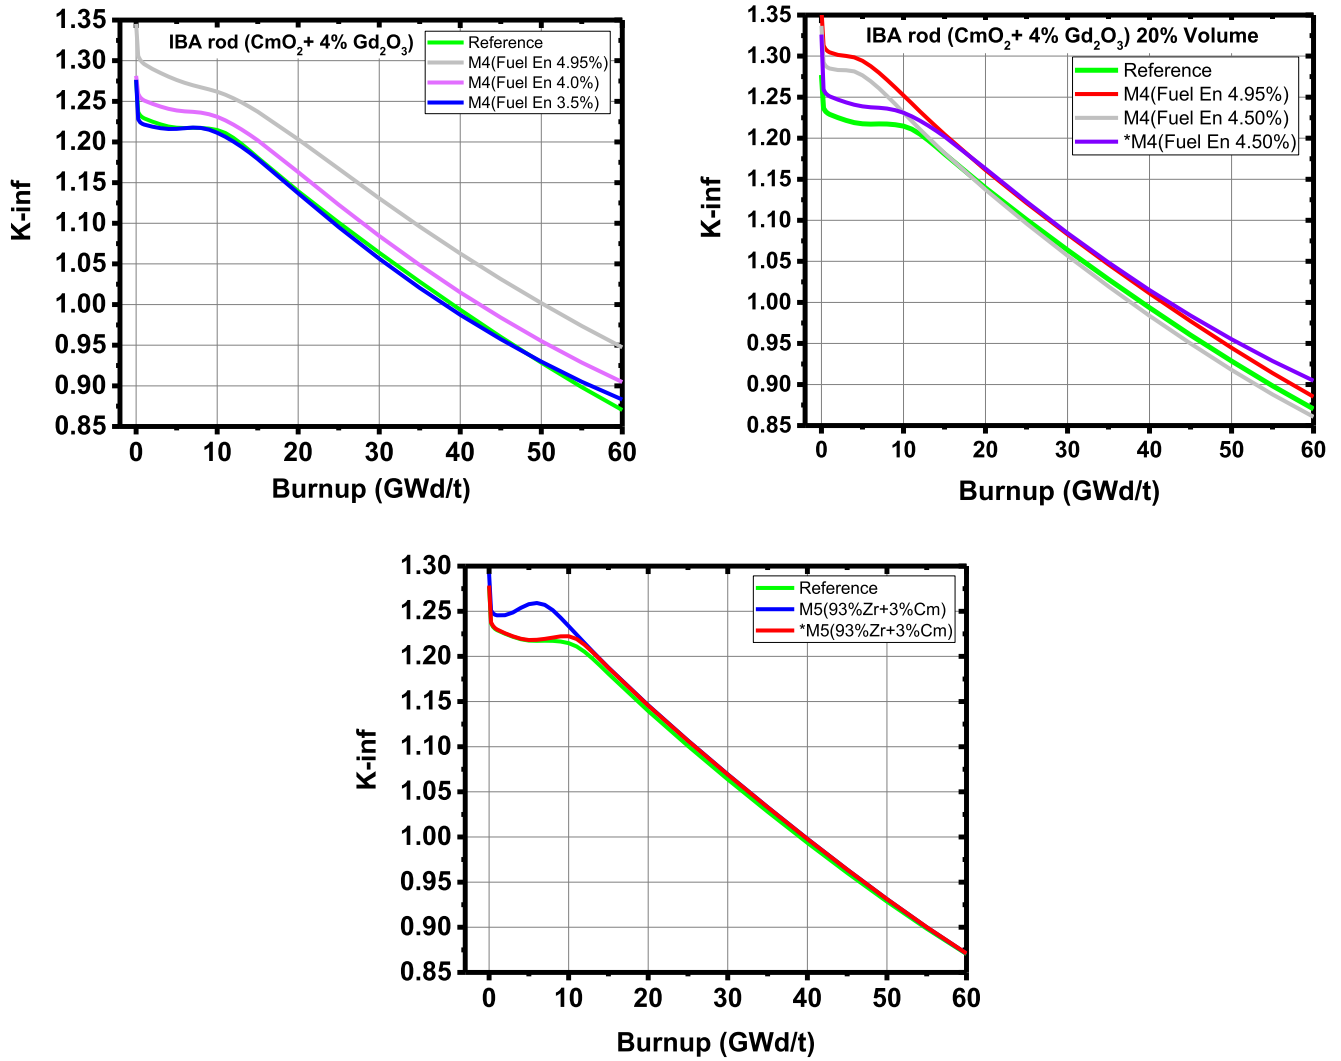 IBA rod (CmO2+ 4% Gd2O3)
Reference
M4(Fuel En 4.95%)
M4(Fuel En 4.0%)
M4(Fuel En 3.5%)
1.35
1.30
1.25
1.20
1.15
1.10
1.05
1.00
0.95
0.90
0.85
K-inf
0 10 20 30 40 50 60
Burnup (GWd/t)
IBA rod (CmO2+ 4% Gd2O3) 20% Volume
Reference
M4(Fuel En 4.95%)
M4(Fuel En 4.50%)
*M4(Fuel En 4.50%)
1.35
1.30
1.25
1.20
1.15
1.10
1.05
1.00
0.95
0.90
0.85
K-inf
0 10 20 30 40 50 60
Burnup (GWd/t)
Reference
M5(93%Zr+3%Cm)
*M5(93%Zr+3%Cm)
1.30
1.25
1.20
1.15
1.10
1.05
1.00
0.95
0.90
0.85
K-inf
0 10 20 30 40 50 60
Burnup (GWd/t)